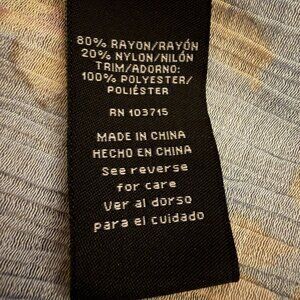 80% RAYON/RAYÓN
20% NYLON/NILÓN
TRIM/ADORNO:
100% POLYESTER/
POLIÉSTER
RN 103715
MADE IN CHINA
HECHO EN CHINA
See reverse
for care
Ver al dorso
para el cuidado